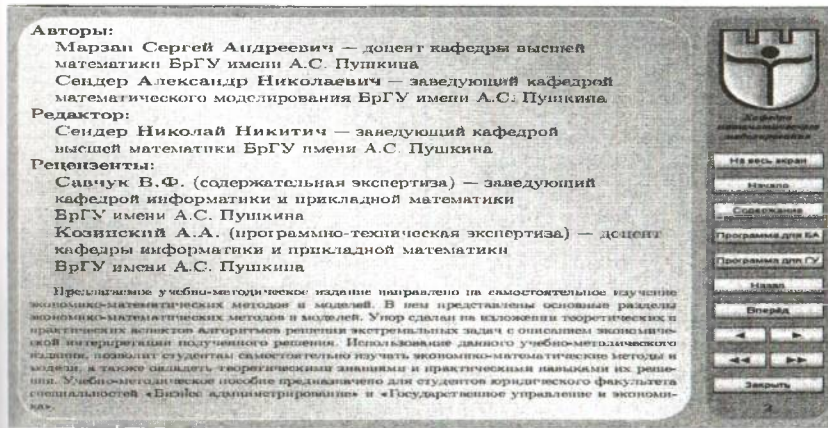 Авторы:
Марзан Сергей Андреевич — доцент кафедры высшей
математики БрГУ имени А.С. Пушкина
Сендер Александр Николаевич — заведующий кафедрой
математического моделирования БрГУ имени А.С. Пушкина
Редактор:
Сендер Николай Никитич — заведующий кафедрой
высшей математики БрГУ имени А.С. Пушкина
Рецензенты:
Савчук В.Ф. (содержательная экспертиза) — заведующий
кафедрой информатики и прикладной математики
БрГУ имени А.С. Пушкина
Козинский А.А. (программно-техническая экспертиза) — доцент
кафедры информатики и прикладной математики
БрГУ имени А.С. Пушкина
Предлагаемое учебно-методическое издание направлено на самостоятельное изучение
экономико-математических методов и моделей. В нем представлены основные разделы
экономико-математических методов и моделей. Упор сделан на изложении теоретических и
практических аспектов алгоритмов решения экстремальных задач с описанием экономиче-
ской интерпретации полученного решения. Использование данного учебно-методического
издания, позволит студентам самостоятельно изучать экономико-математические методы и
модели, а также овладеть теоретическими знаниями и практическими навыками их реше-
ния. Учебно-методическое пособие предназначено для студентов юридического факультета
специальностей «Бизнес администрирование» и «Государственное управление и экономи-
ка».
Кафедра
математического
моделирования
На весь экран
Начало
Содержание
Программа для БА
Программа для ГУ
Назад
Вперёд
Закрыть
2